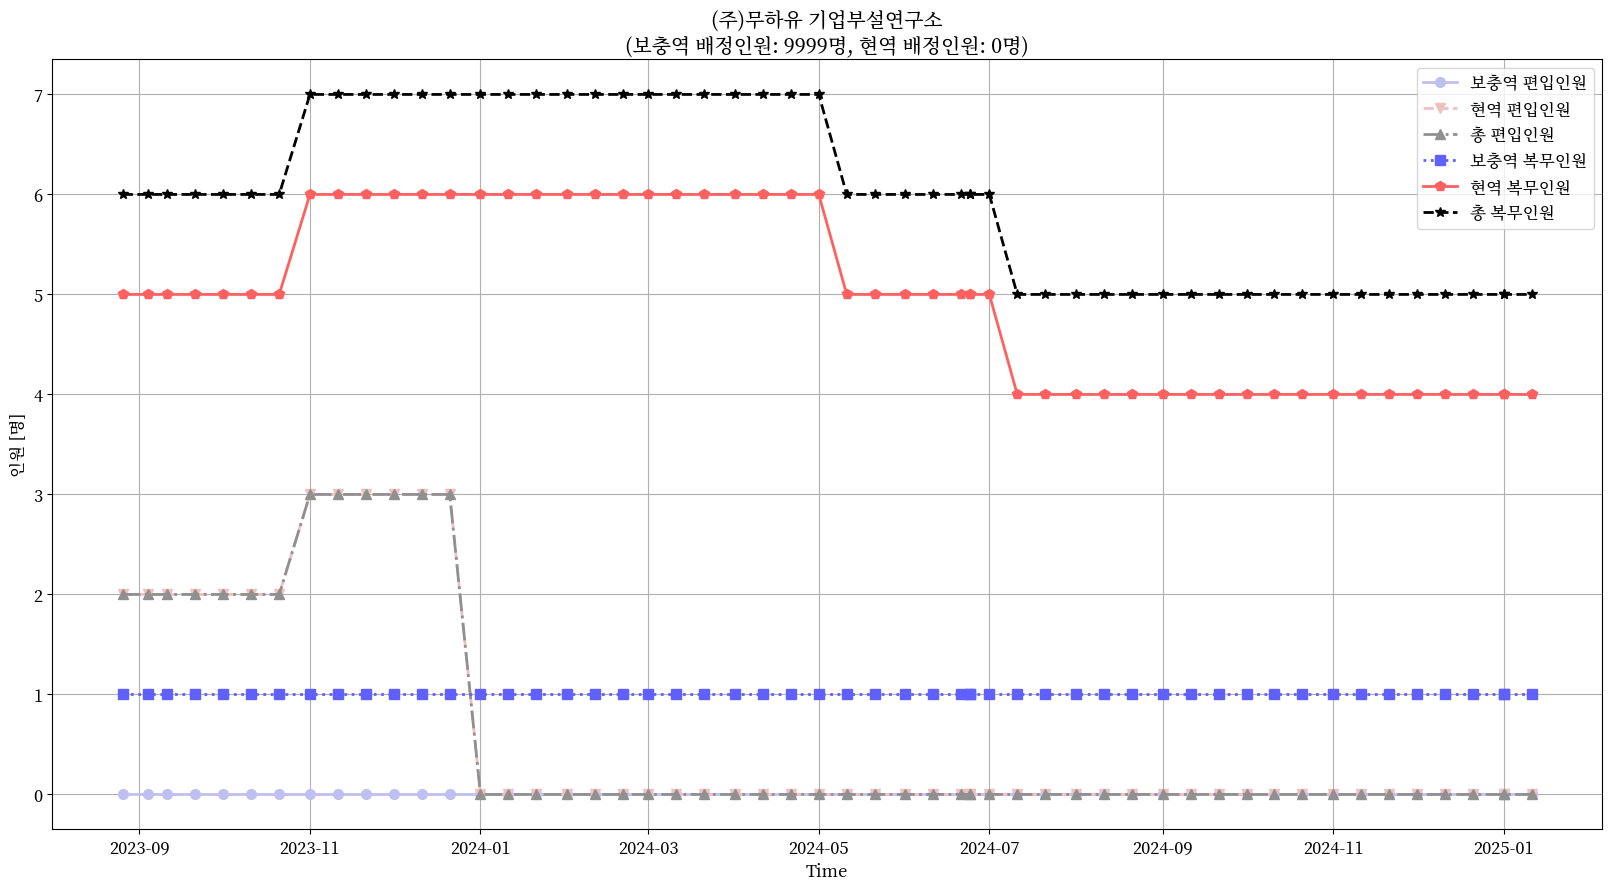 (주)무하유 기업부설연구소
(보충역 배정인원: 9999명, 현역 배정인원: 0명)
보충역 편입인원
현역 편입인원
총 편입인원
보충역 복무인원
현역 복무인원
총 복무인원
인원 [명]
7
6
5
4
3
2
1
0
2023-09
2023-11
2024-01
2024-03
2024-05
2024-07
2024-09
2024-11
2025-01
Time